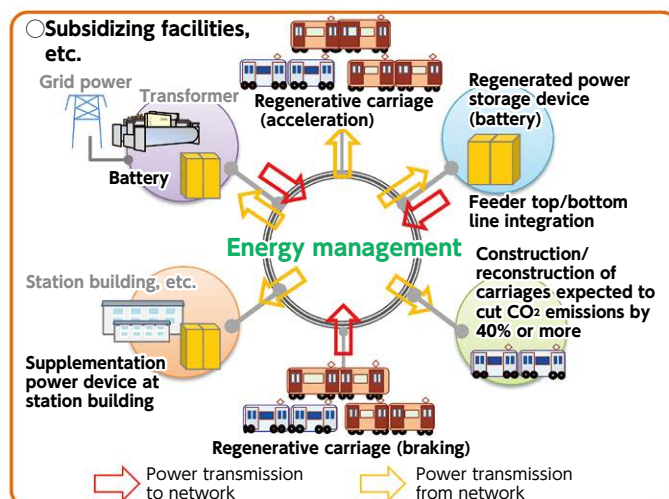 ○Subsidizing facilities,
etc.
Grid power
Transformer
Battery
Regenerative carriage
(acceleration)
Regenerated power
storage device
(battery)
Feeder top/bottom
line integration
Energy management
Station building, etc.
Supplementation
power device at
station building
Construction/
reconstruction of
carriages expected to
cut CO2 emissions by
40% or more
Regenerative carriage (braking)
Power transmission
to network
Power transmission
from network